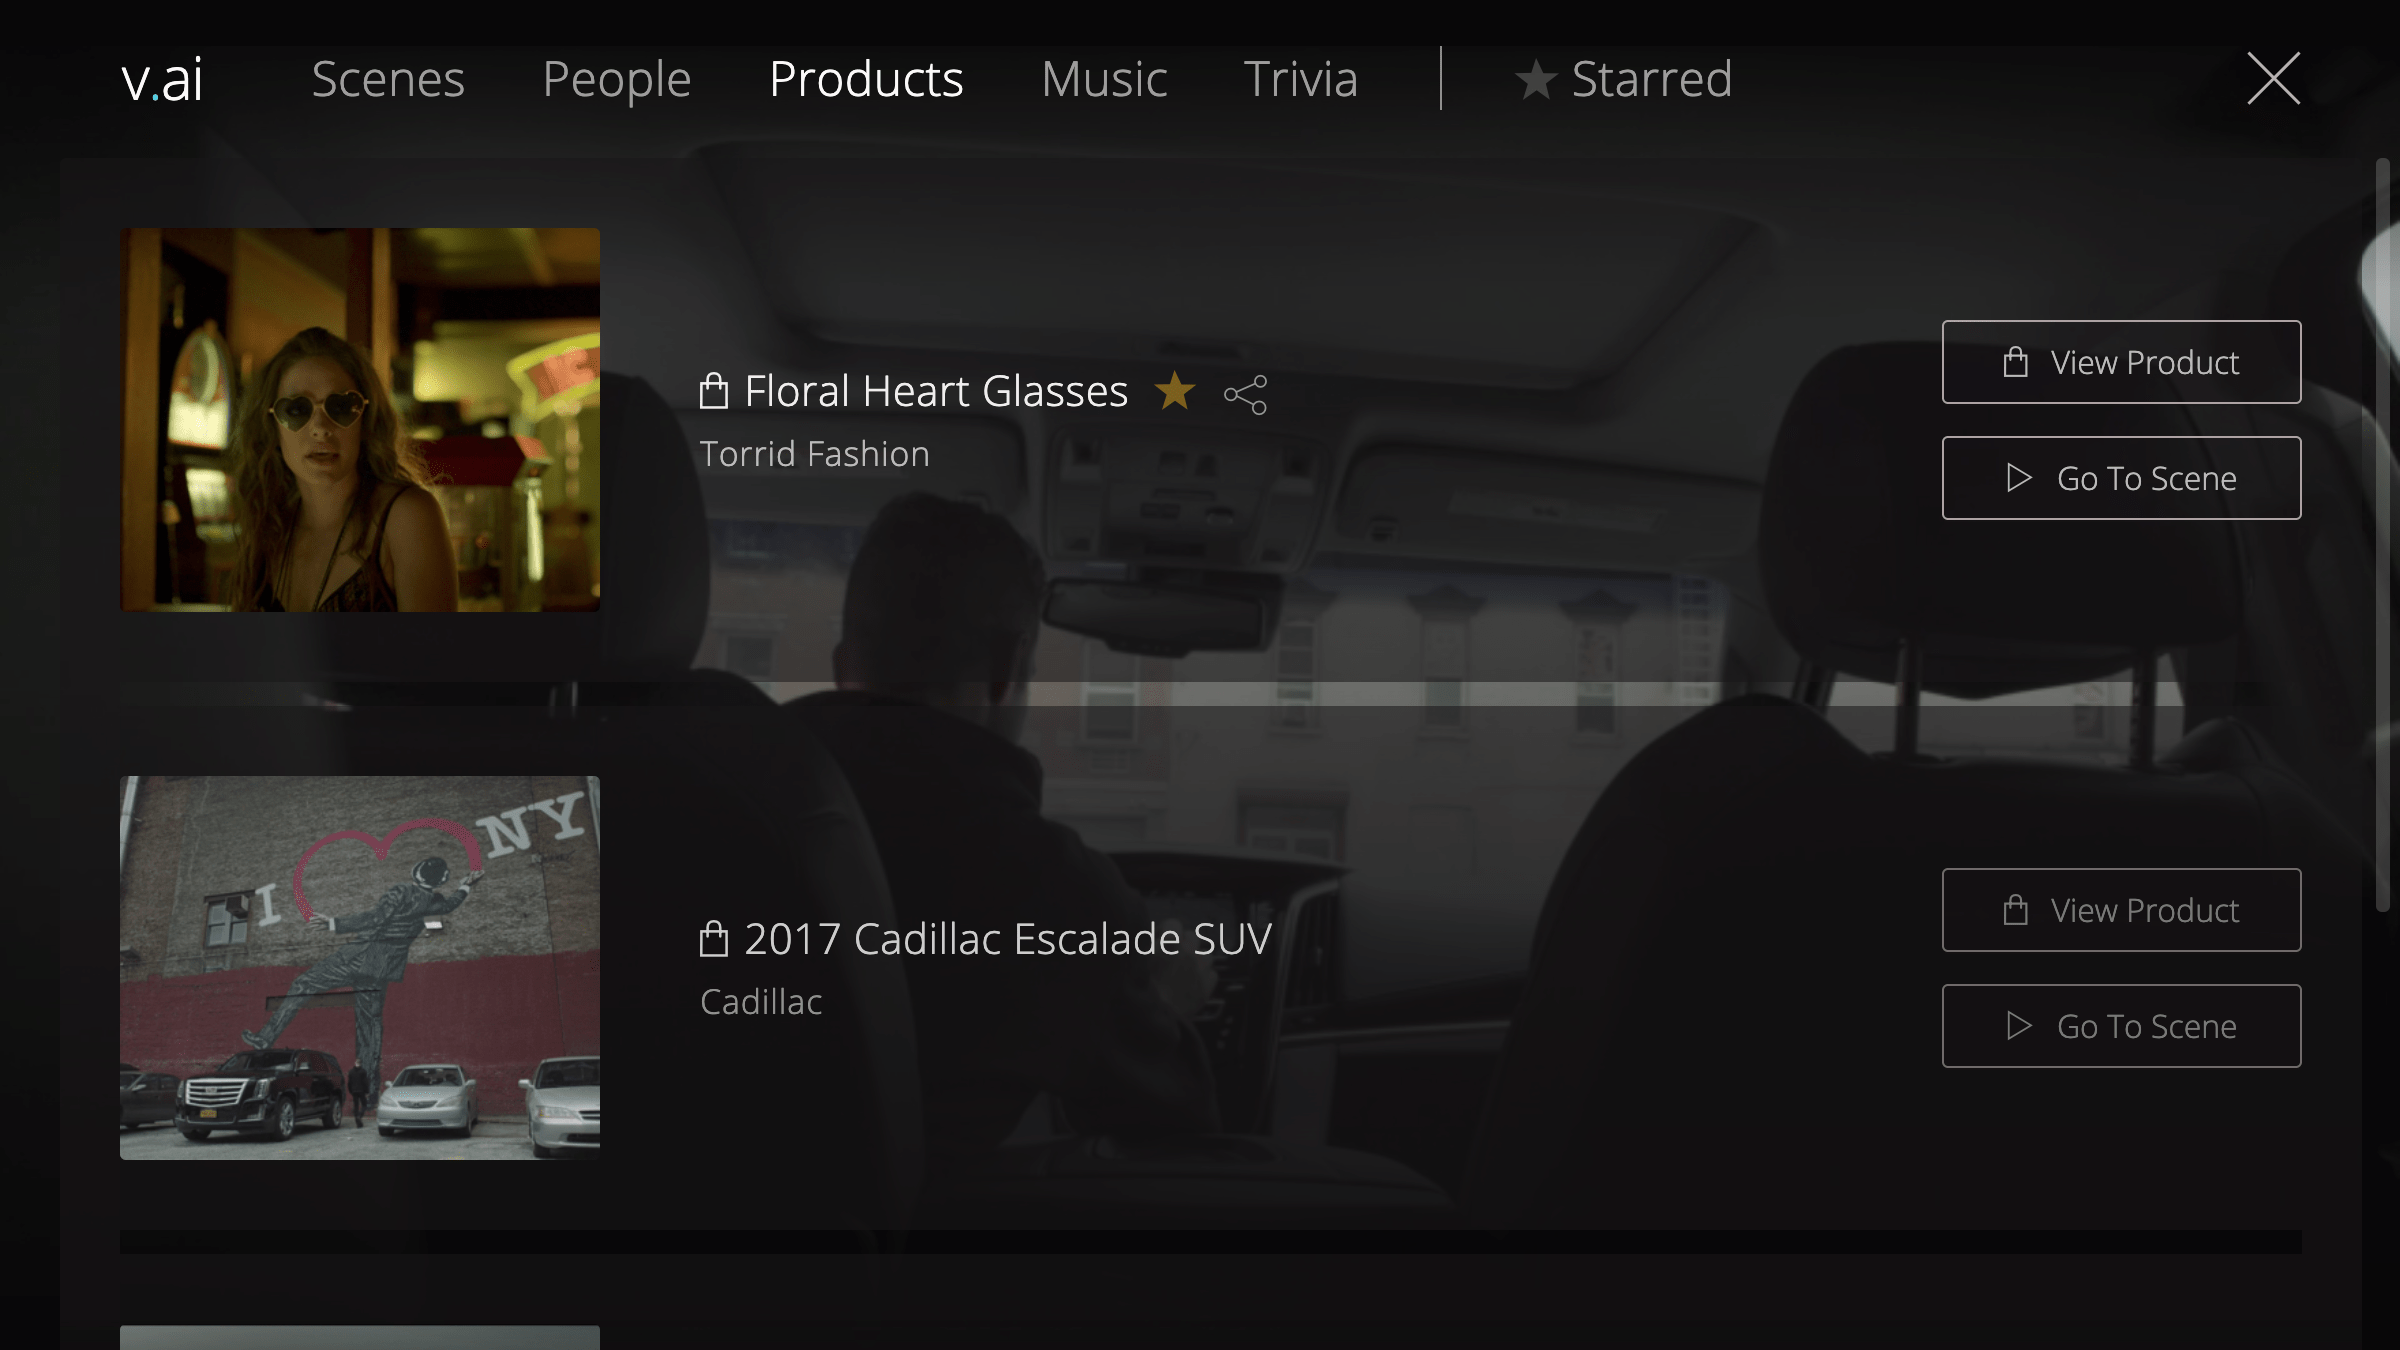 v.ai Scenes People Products Music Trivia Starred
Floral Heart Glasses
Torrid Fashion
View Product
Go To Scene
I NY
2017 Cadillac Escalade SUV
Cadillac
View Product
Go To Scene